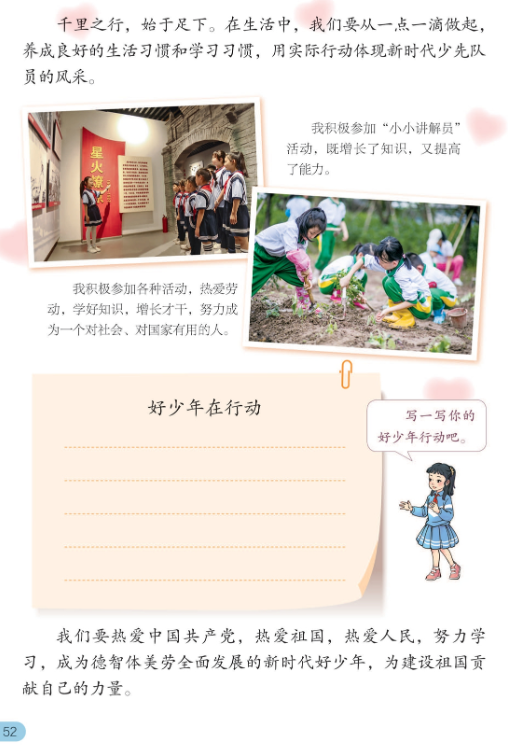 千里之行，始于足下。在生活中，我们要从一点一滴做起，
养成良好的生活习惯和学习习惯，用实际行动体现新时代少先队
员的风采。
我积极参加“小小讲解员”
活动，既增长了知识，又提高
了能力。
星火燎原
我积极参加各种活动，热爱劳
动，学好知识，增长才干，努力成
为一个对社会、对国家有用的人。
好少年在行动
写一写你的
好少年行动吧。
我们要热爱中国共产党，热爱祖国，热爱人民，努力学
习，成为德智体美劳全面发展的新时代好少年，为建设祖国贡
献自己的力量。
52